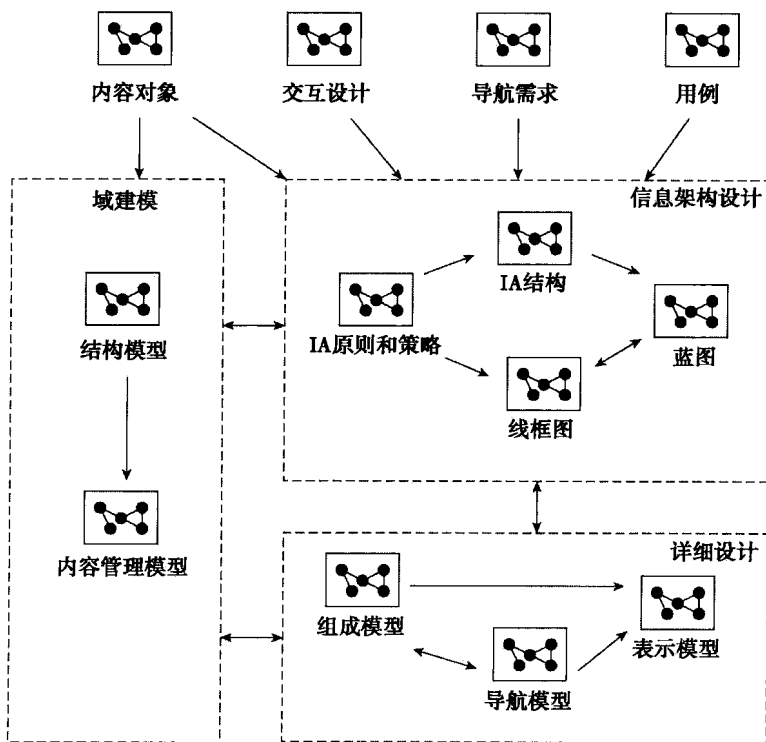 内容对象
交互设计
导航需求
用例
域建模
信息架构设计
IA结构
IA原则和策略
结构模型
蓝图
线框图
内容管理模型
详细设计
组成模型
表示模型
导航模型